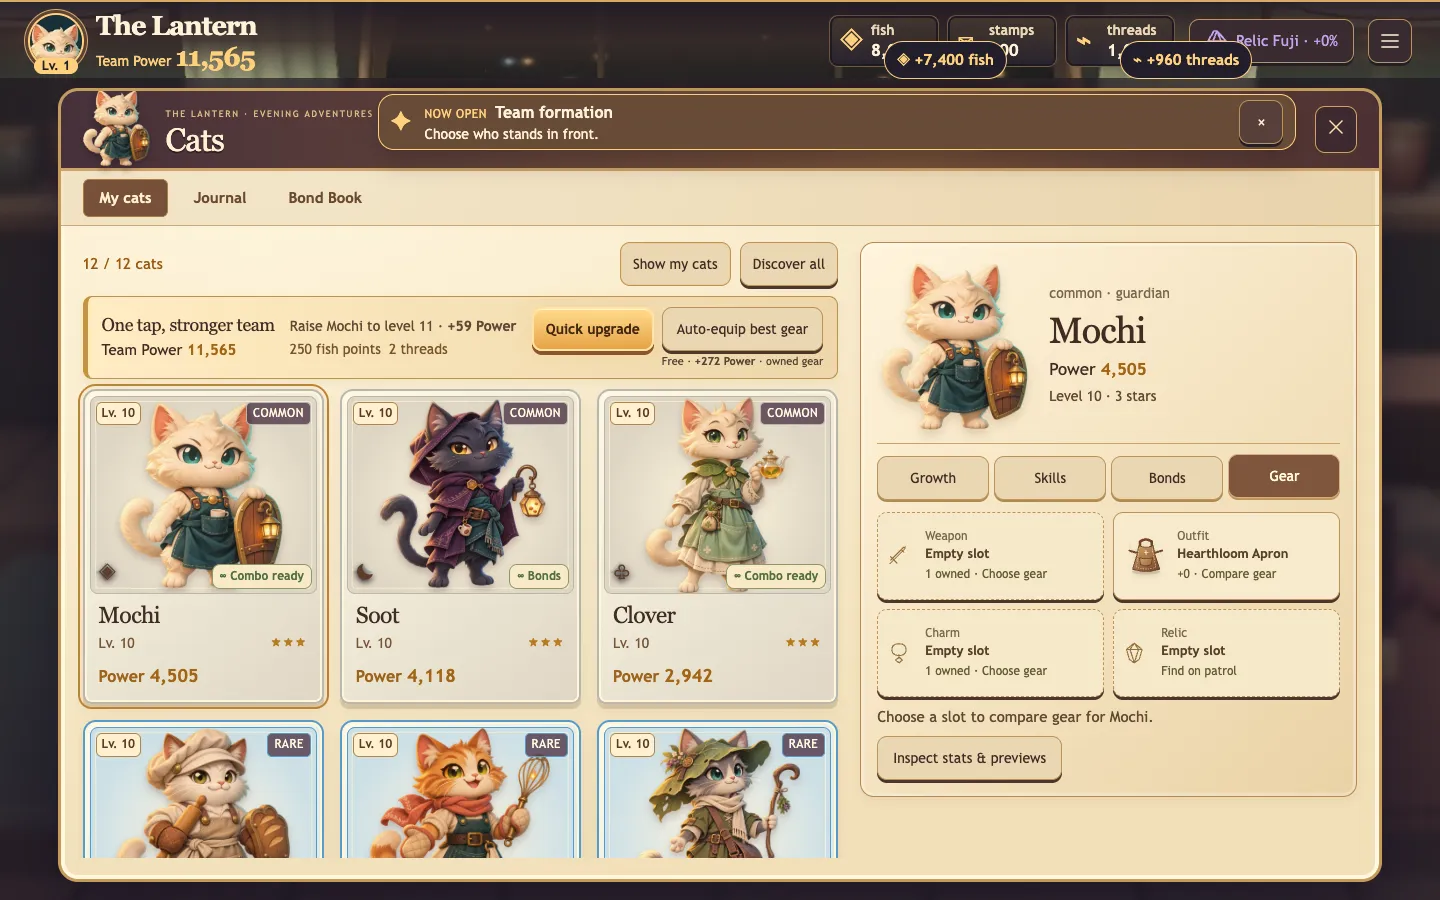 The Lantern
Lv. 1
Team Power 11,565
fish
8,
+7,400 fish
stamps
00
threads
1,
+960 threads
Relic Fuji · +0%
THE LANTERN · EVENING ADVENTURES
Cats
NOW OPEN Team formation
Choose who stands in front.
My cats
Journal
Bond Book
12 / 12 cats
Show my cats
Discover all
One tap, stronger team
Team Power 11,565
Raise Mochi to level 11 · +59 Power
250 fish points 2 threads
Quick upgrade
Auto-equip best gear
Free · +272 Power · owned gear
Lv. 10
COMMON
∞ Combo ready
Mochi
Lv. 10
★★★
Power 4,505
Lv. 10
COMMON
∞ Bonds
Soot
Lv. 10
★★★
Power 4,118
Lv. 10
COMMON
∞ Combo ready
Clover
Lv. 10
★★★
Power 2,942
Lv. 10
RARE
Lv. 10
RARE
Lv. 10
RARE
common · guardian
Mochi
Power 4,505
Level 10 · 3 stars
Growth
Skills
Bonds
Gear
Weapon
Empty slot
1 owned · Choose gear
Outfit
Hearthloom Apron
+0 · Compare gear
Charm
Empty slot
1 owned · Choose gear
Relic
Empty slot
Find on patrol
Choose a slot to compare gear for Mochi.
Inspect stats & previews